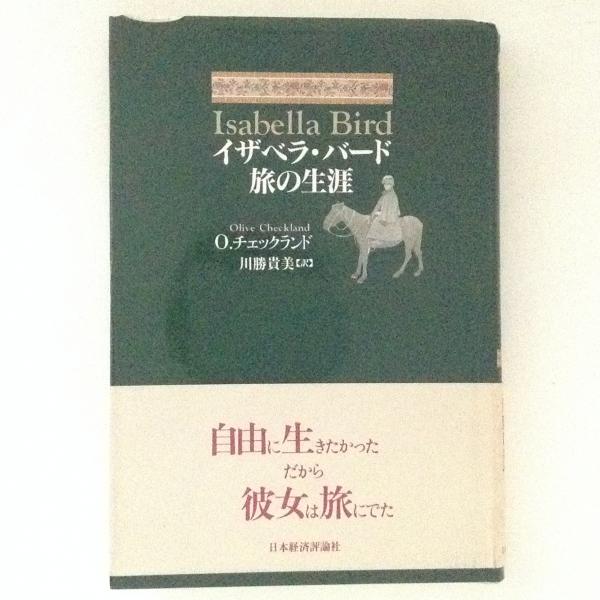 Isabella Bird
イザベラ・バード
旅の生涯
Olive Checkland
O.チェックランド
川勝貴美【訳】
自由に生きたかった
だから
彼女は旅にでた
日本経済評論社